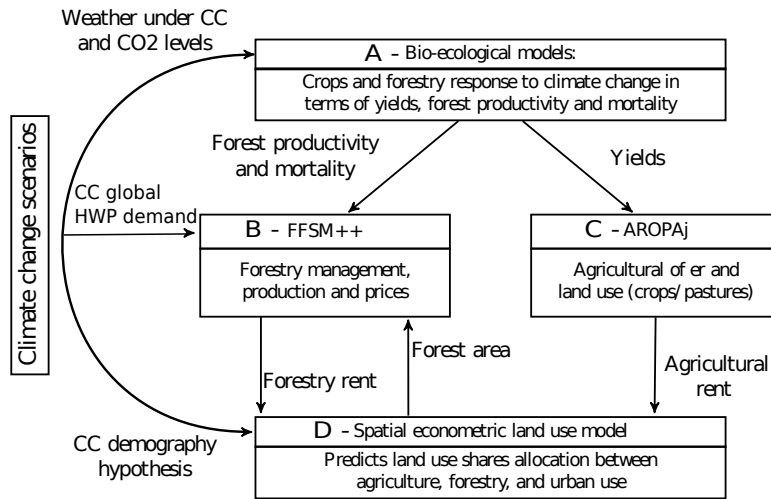 Weather under CC
and CO2 levels
A – Bio-ecological models:
Crops and forestry response to climate change in
terms of yields, forest productivity and mortality
Climate change scenarios
Forest productivity
and mortality
Yields
CC global
HWP demand
B – FFSM++
Forestry management,
production and prices
C – AROPAj
Agricultural of er and
land use (crops/pastures)
Forestry rent
Forest area
Agricultural
rent
CC demography
hypothesis
D – Spatial econometric land use model
Predicts land use shares allocation between
agriculture, forestry, and urban use